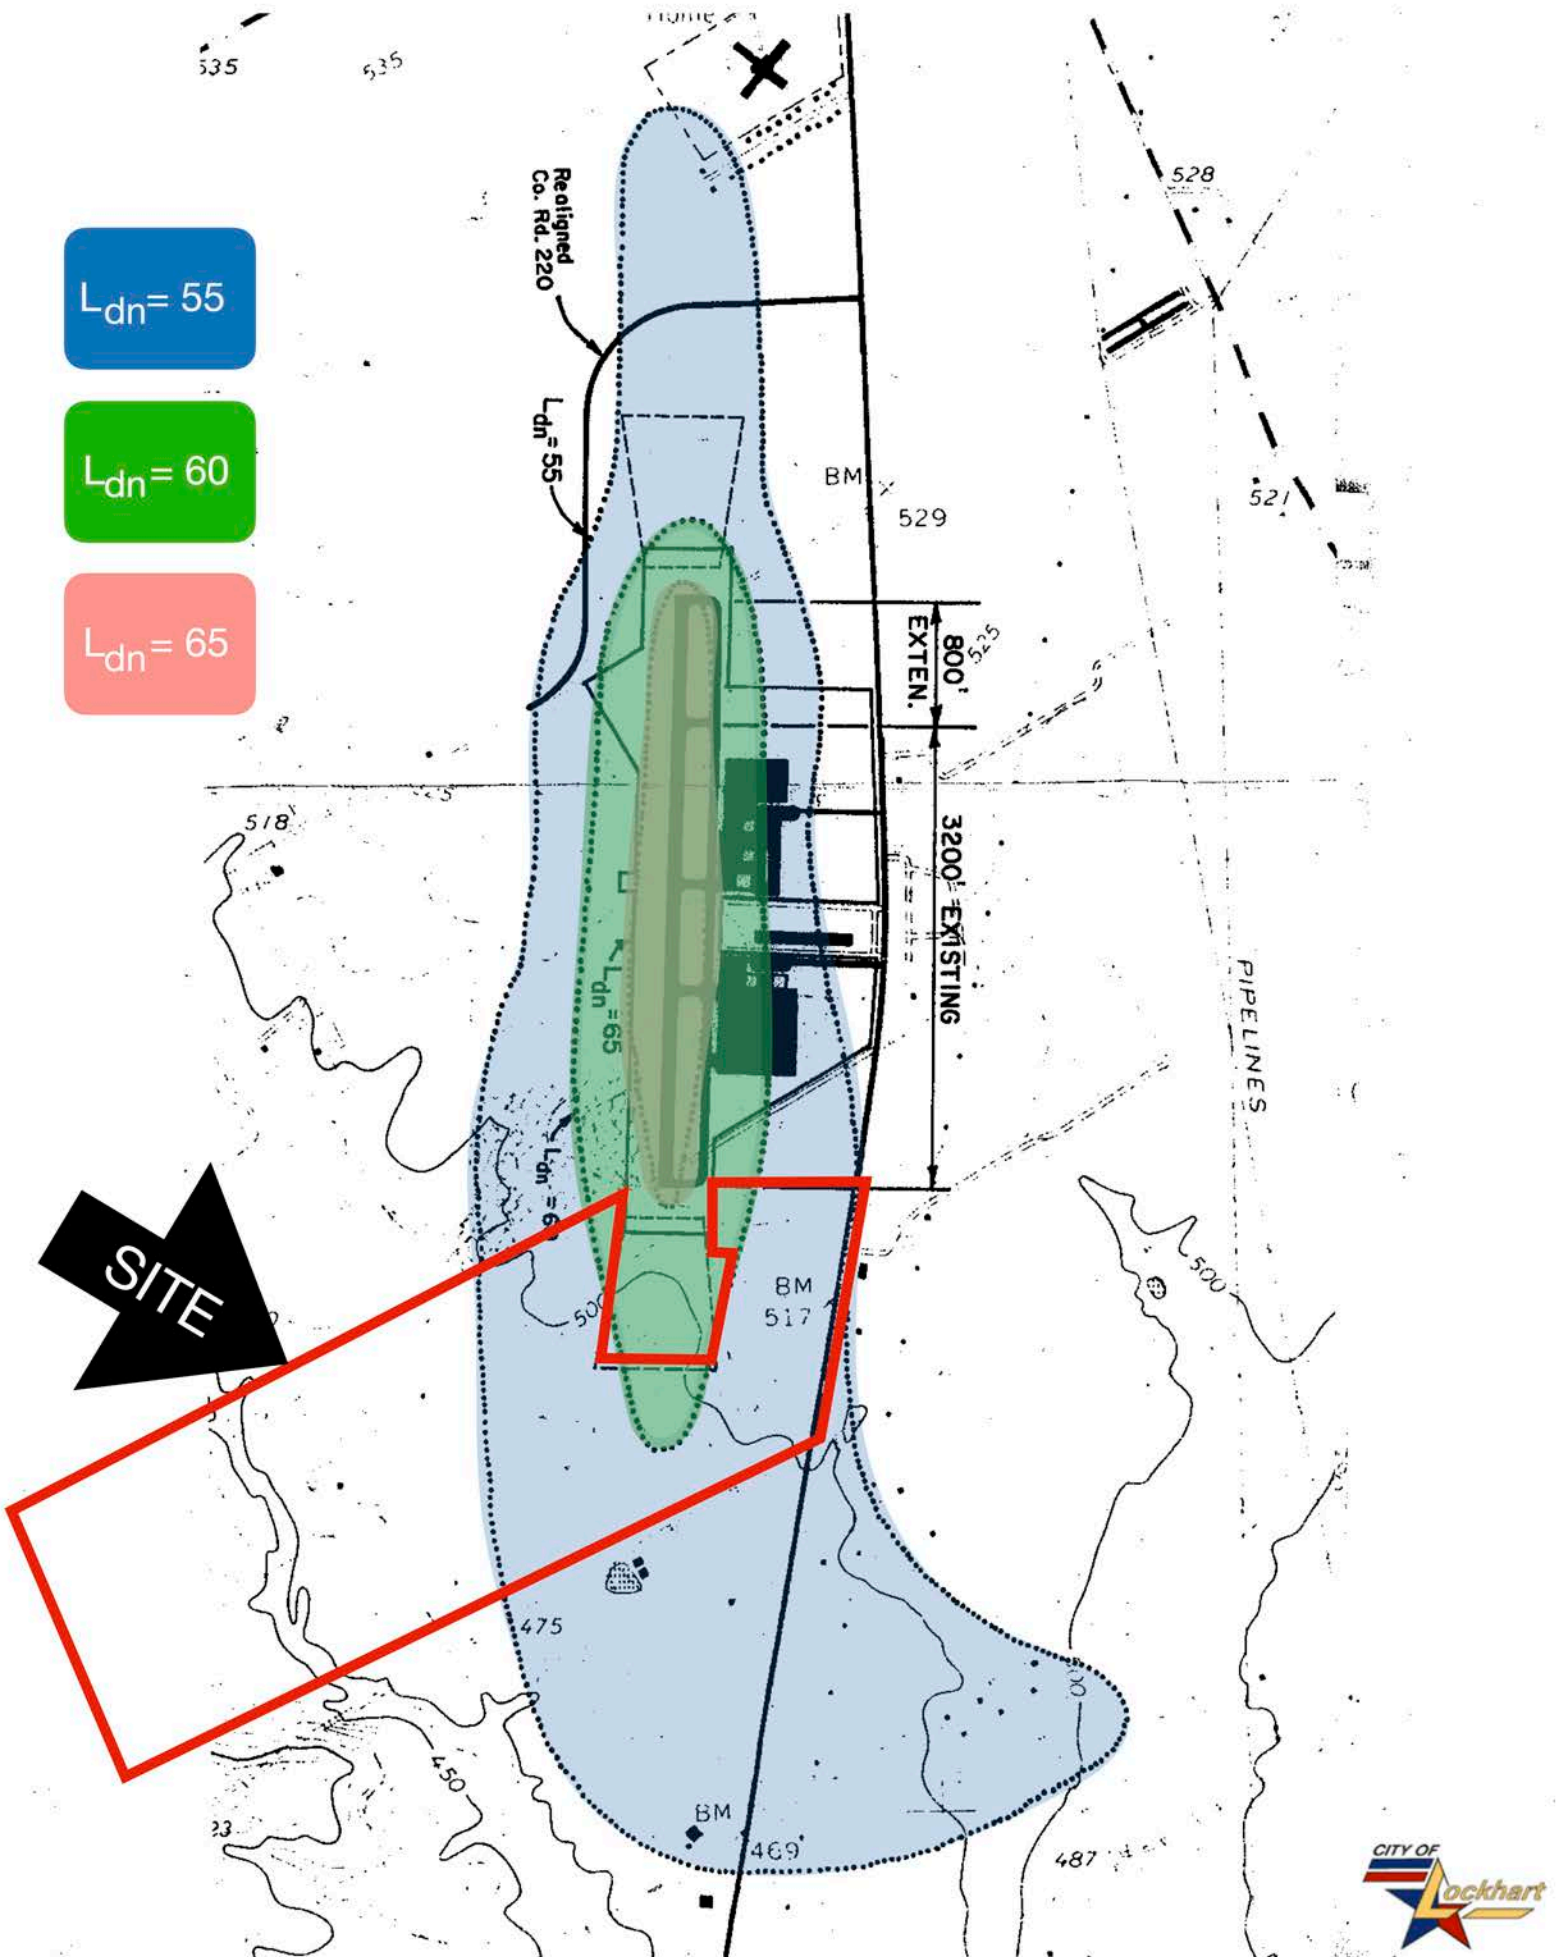 535
535
528
Realigned
Co. Rd. 220
Ldn= 55
Ldn=55
Ldn= 60
BM
529
521
Ldn= 65
800'
EXTEN.
525
518
3200' EXISTING
Ldn=65
PIPELINES
SITE
500
BM
517
500
475
450
BM
469
487
CITY OF
Lockhart